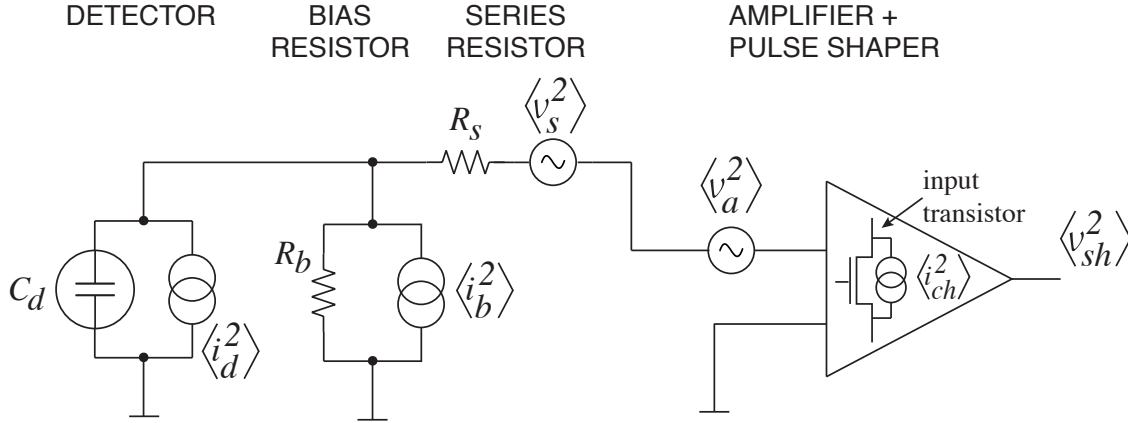 DETECTOR
BIAS
RESISTOR
SERIES
RESISTOR
AMPLIFIER +
PULSE SHAPER
R_s
⟨v_s^2⟩
⟨v_a^2⟩
input
transistor
⟨v_sh^2⟩
C_d
⟨i_d^2⟩
R_b
⟨i_b^2⟩
⟨i_ch^2⟩